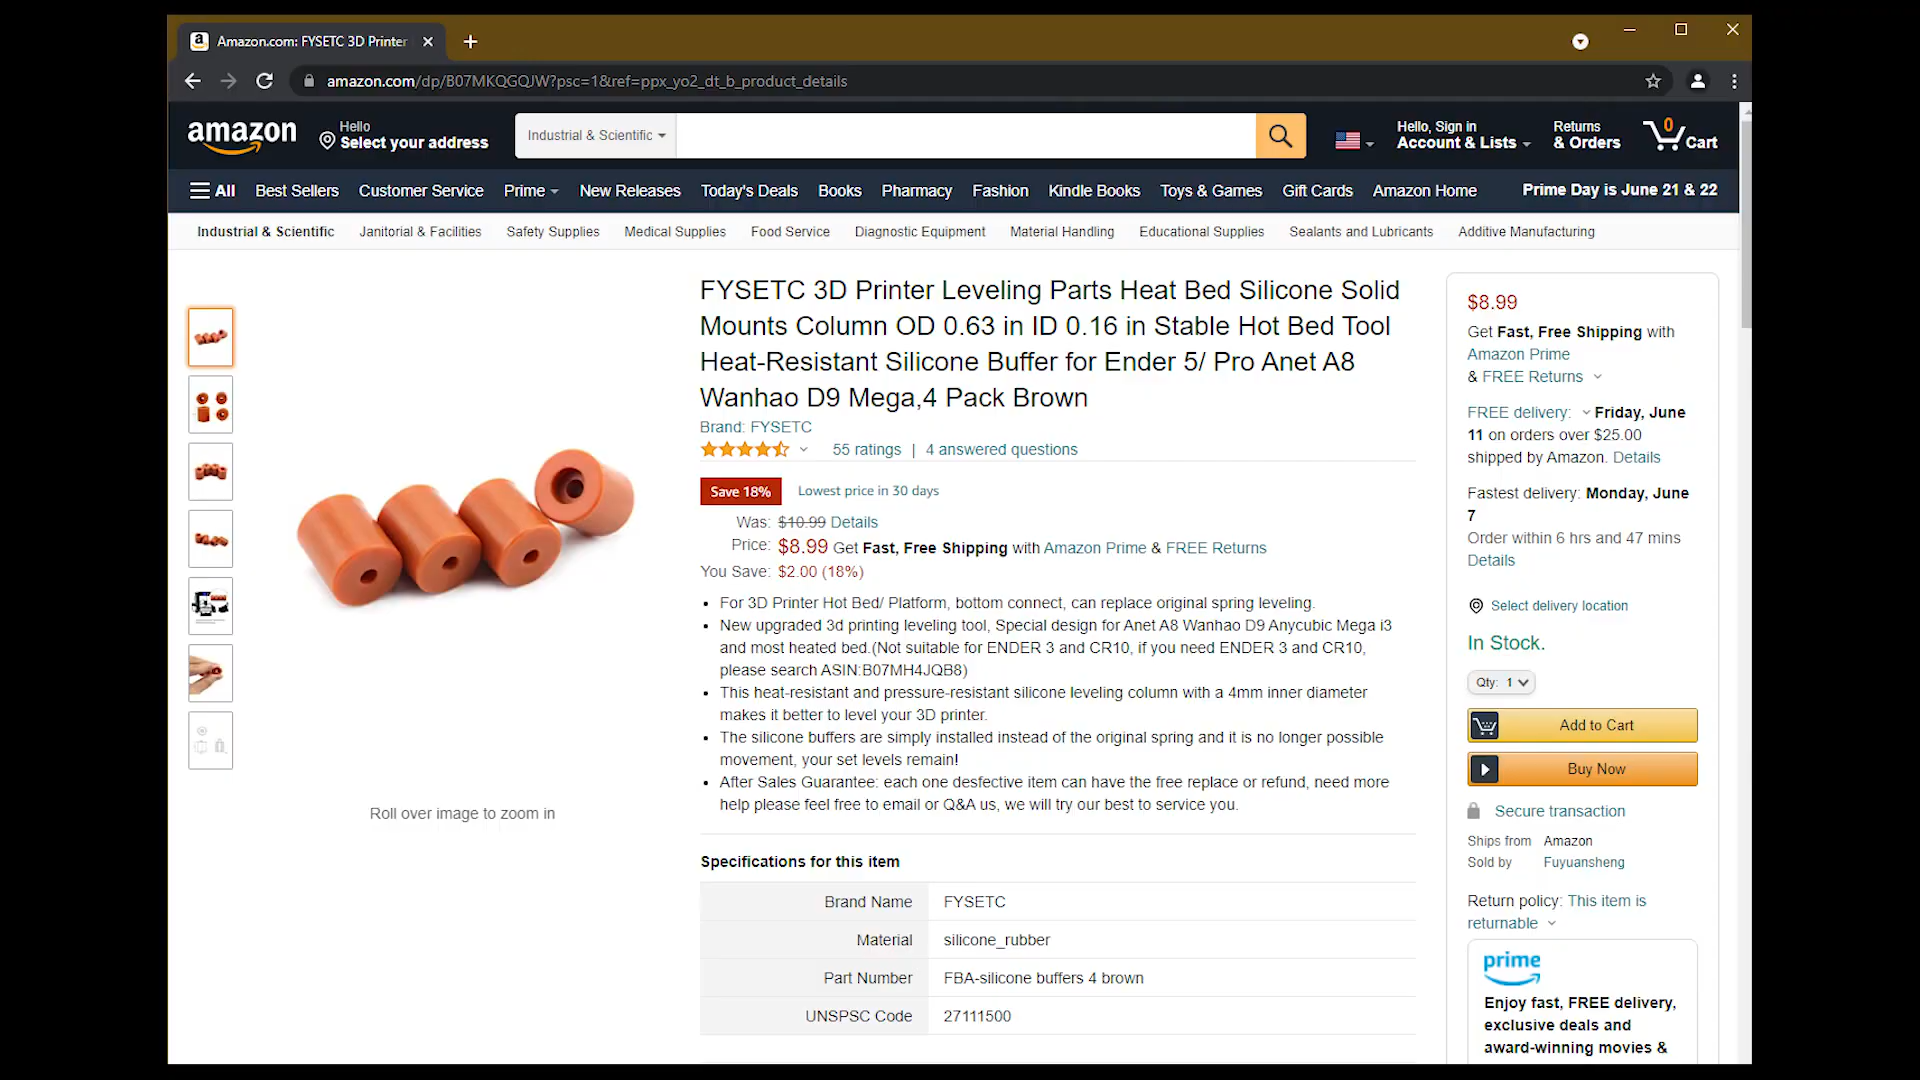 Amazon.com: FYSETC 3D Printer
amazon.com/dp/B07MKQGQJW?psc=1&ref=ppx_yo2_dt_b_product_details
amazon
Hello
Select your address
Industrial & Scientific
Hello, Sign in
Account & Lists
Returns
& Orders
0
Cart
All Best Sellers Customer Service Prime New Releases Today's Deals Books Pharmacy Fashion Kindle Books Toys & Games Gift Cards Amazon Home Prime Day is June 21 & 22
Industrial & Scientific Janitorial & Facilities Safety Supplies Medical Supplies Food Service Diagnostic Equipment Material Handling Educational Supplies Sealants and Lubricants Additive Manufacturing
Roll over image to zoom in
FYSETC 3D Printer Leveling Parts Heat Bed Silicone Solid
Mounts Column OD 0.63 in ID 0.16 in Stable Hot Bed Tool
Heat-Resistant Silicone Buffer for Ender 5/ Pro Anet A8
Wanhao D9 Mega,4 Pack Brown
Brand: FYSETC
55 ratings | 4 answered questions
Save 18% Lowest price in 30 days
Was: $10.99 Details
Price: $8.99 Get Fast, Free Shipping with Amazon Prime & FREE Returns
You Save: $2.00 (18%)
• For 3D Printer Hot Bed/ Platform, bottom connect, can replace original spring leveling.
• New upgraded 3d printing leveling tool, Special design for Anet A8 Wanhao D9 Anycubic Mega i3
and most heated bed.(Not suitable for ENDER 3 and CR10, if you need ENDER 3 and CR10,
please search ASIN:B07MH4JQB8)
• This heat-resistant and pressure-resistant silicone leveling column with a 4mm inner diameter
makes it better to level your 3D printer.
• The silicone buffers are simply installed instead of the original spring and it is no longer possible
movement, your set levels remain!
• After Sales Guarantee: each one desfective item can have the free replace or refund, need more
help please feel free to email or Q&A us, we will try our best to service you.
Specifications for this item
Brand Name FYSETC
Material silicone_rubber
Part Number FBA-silicone buffers 4 brown
UNSPSC Code 27111500
$8.99
Get Fast, Free Shipping with
Amazon Prime
& FREE Returns
FREE delivery: Friday, June
11 on orders over $25.00
shipped by Amazon. Details
Fastest delivery: Monday, June
7
Order within 6 hrs and 47 mins
Details
Select delivery location
In Stock.
Qty: 1
Add to Cart
Buy Now
Secure transaction
Ships from Amazon
Sold by Fuyuansheng
Return policy: This item is
returnable
prime
Enjoy fast, FREE delivery,
exclusive deals and
award-winning movies &